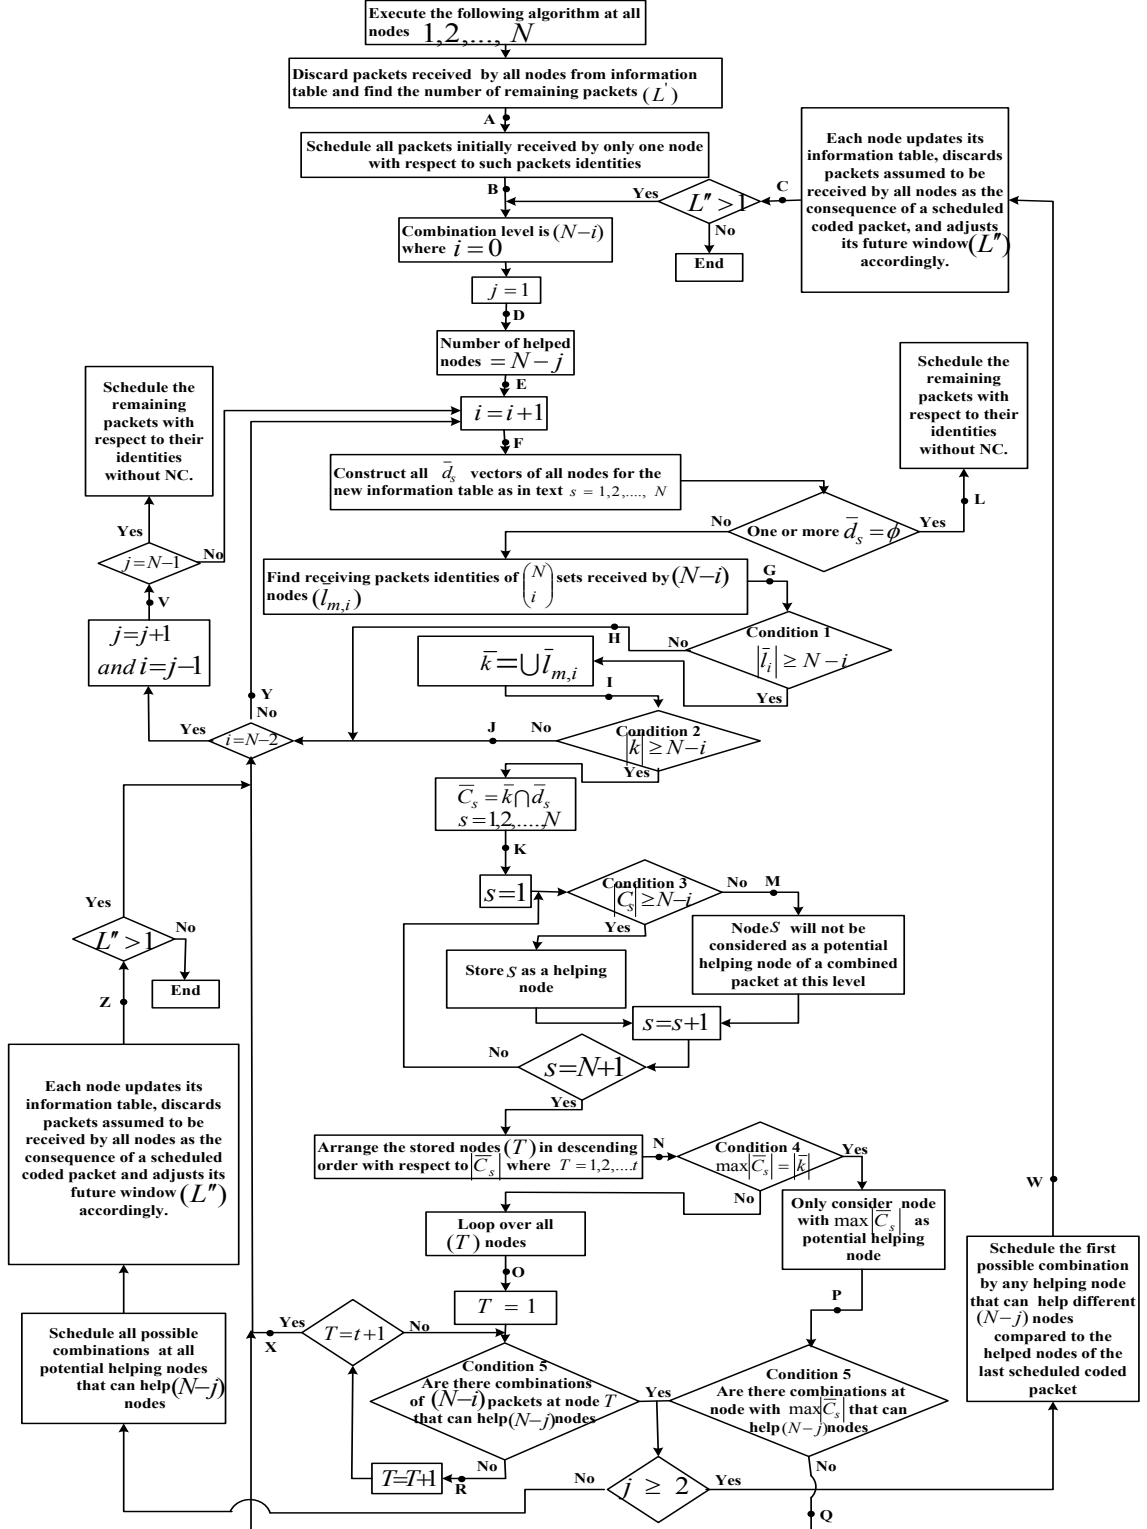 Execute the following algorithm at all
nodes 1,2,..., N
Discard packets received by all nodes from information
table and find the number of remaining packets (L')
A
Schedule all packets initially received by only one node
with respect to such packets identities
B
Yes
L″ >1
C
No
End
Each node updates its
information table, discards
packets assumed to be
received by all nodes as the
consequence of a scheduled
coded packet, and adjusts
its future window(L″)
accordingly.
Combination level is (N−i)
where i=0
j=1
D
Number of helped
nodes =N−j
E
i=i+1
F
Construct all d̄s vectors of all nodes for the
new information table as in text s = 1,2,...., N
One or more d̄s=ϕ
No
Yes
L
Schedule the
remaining
packets with
respect to their
identities
without NC.
Schedule the
remaining
packets with
respect to their
identities
without NC.
Yes
j=N−1
No
V
j=j+1
and i=j−1
Find receiving packets identities of (N i) sets received by (N−i)
nodes (l̄m,i)
G
Condition 1
|l̄i| ≥ N−i
No
H
Yes
k̄=∪l̄m,i
I
Condition 2
|k̄| ≥ N−i
No
J
Yes
Yes
i=N−2
No
Y
C̄s=k̄∩d̄s
s=1,2,....,N
K
s=1
Condition 3
|C̄s| ≥N−i
No
M
Yes
Store s as a helping
node
Node S will not be
considered as a potential
helping node of a combined
packet at this level
s=s+1
No
s=N+1
Yes
Yes
L″ >1
No
End
Z
Each node updates its
information table, discards
packets assumed to be
received by all nodes as the
consequence of a scheduled
coded packet and adjusts its
future window (L″)
accordingly.
Arrange the stored nodes (T) in descending
order with respect to |C̄s| where T = 1,2,....t
N
Condition 4
max|C̄s|=|k̄|
Yes
No
Loop over all
(T) nodes
O
T = 1
Only consider node
with max|C̄s| as
potential helping
node
P
W
Schedule the first
possible combination
by any helping node
that can help different
(N−j) nodes
compared to the
helped nodes of the
last scheduled coded
packet
Schedule all possible
combinations at all
potential helping nodes
that can help(N−j)
nodes
Yes
X
T=t+1
No
Condition 5
Are there combinations
of (N−i) packets at node T
that can help(N−j)nodes
Yes
Condition 5
Are there combinations at
node with max|C̄s| that can
help(N−j)nodes
No
R
T=T+1
No
j ≥ 2
Yes
No
Q